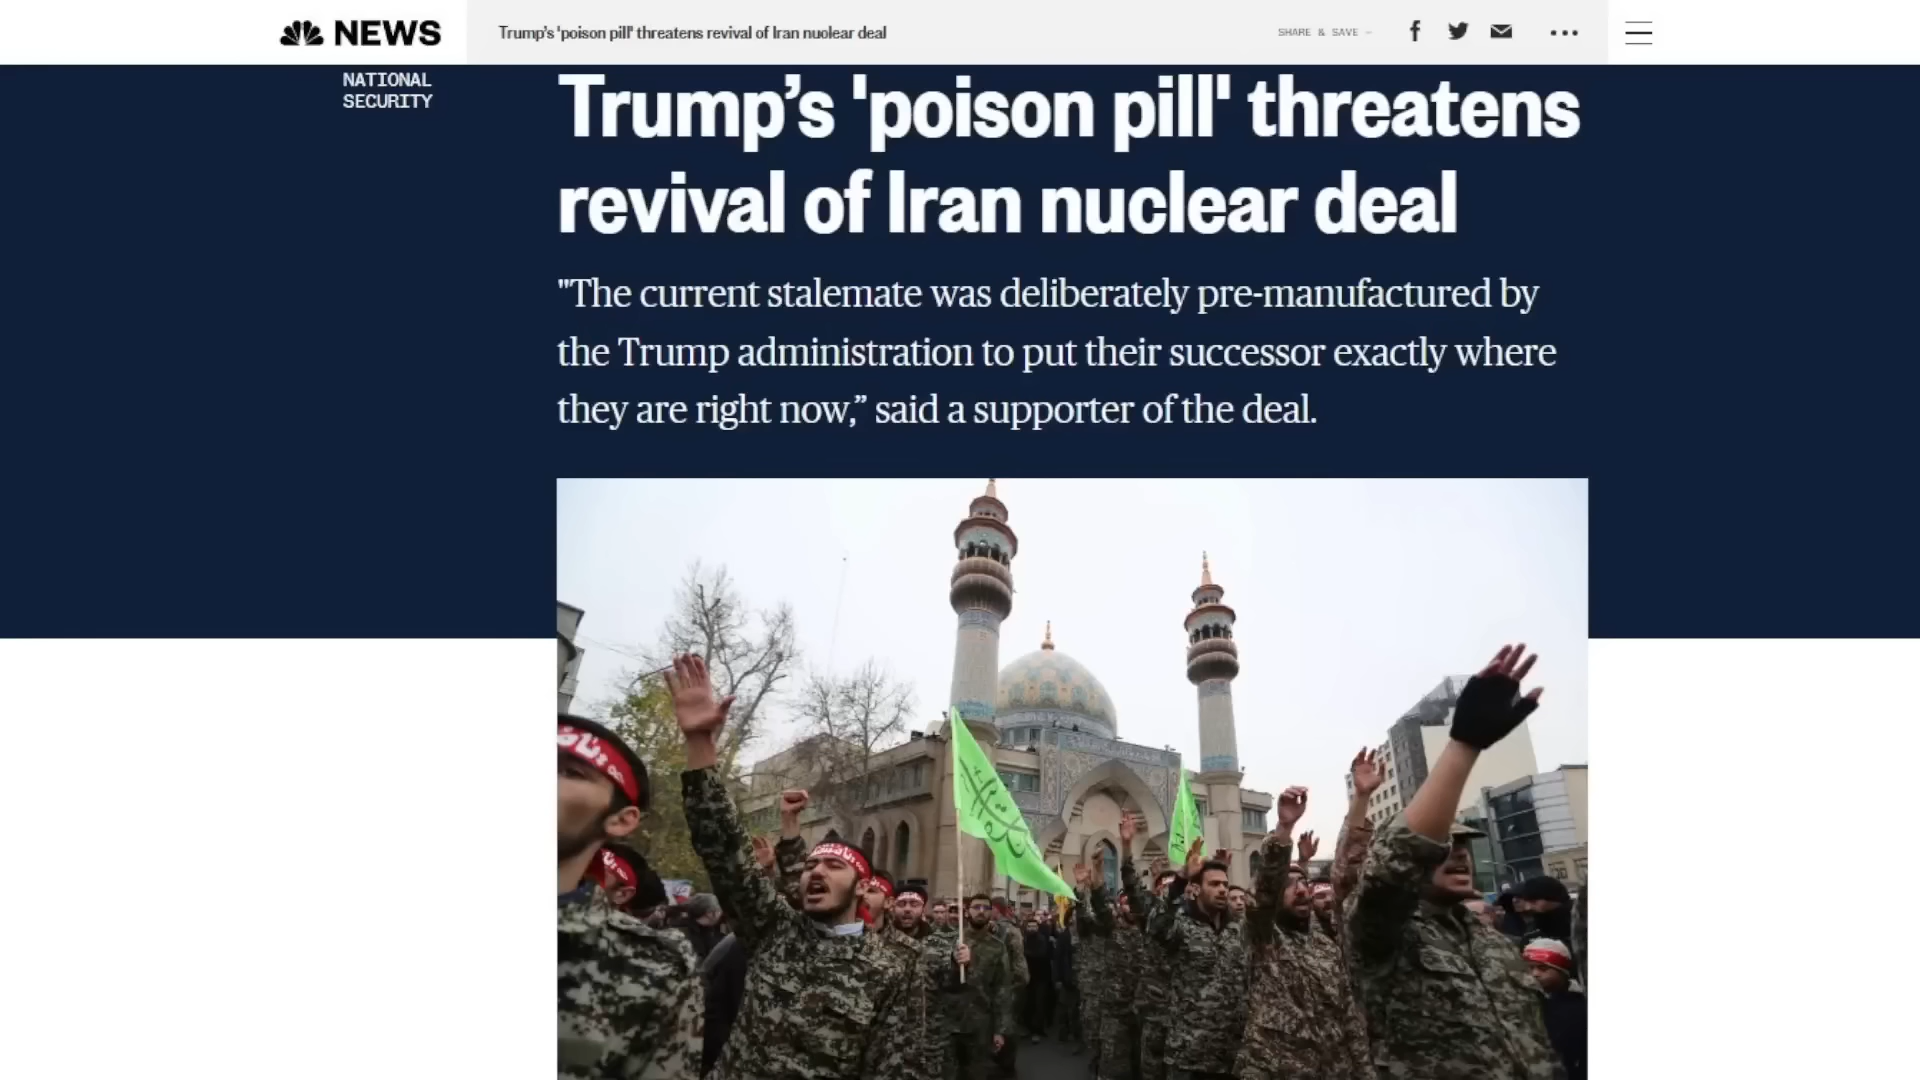 NEWS
Trump’s 'poison pill' threatens revival of Iran nuclear deal
SHARE & SAVE —
NATIONAL
SECURITY
Trump’s 'poison pill' threatens
revival of Iran nuclear deal
"The current stalemate was deliberately pre-manufactured by
the Trump administration to put their successor exactly where
they are right now,” said a supporter of the deal.